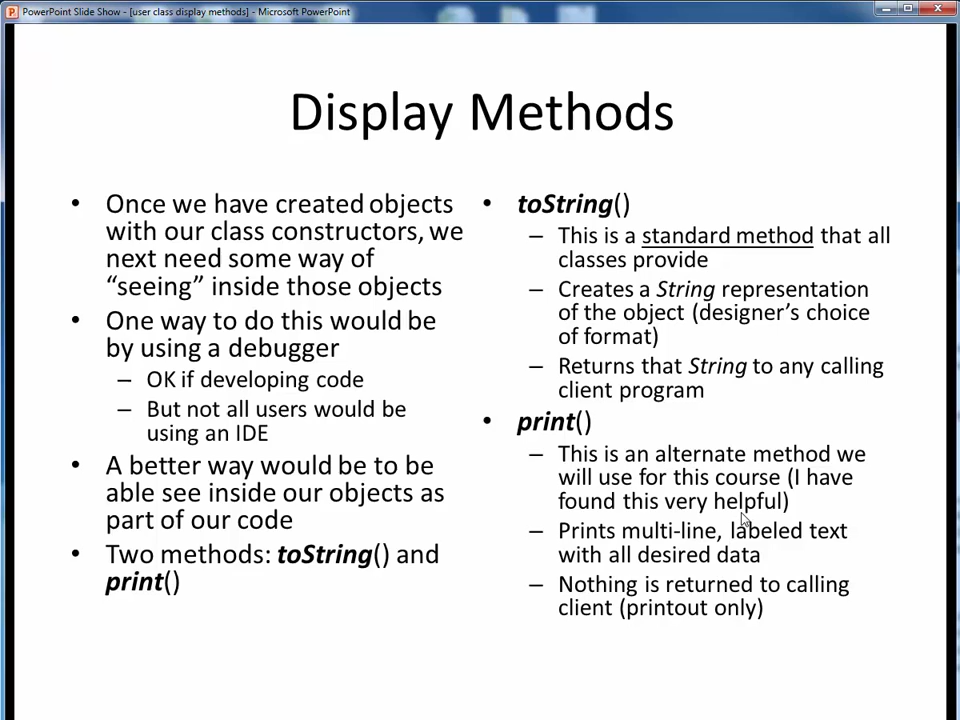 PowerPoint Slide Show - [user class display methods] - Microsoft PowerPoint
Display Methods
• Once we have created objects
with our class constructors, we
next need some way of
“seeing” inside those objects
• One way to do this would be
by using a debugger
– OK if developing code
– But not all users would be
using an IDE
• A better way would be to be
able see inside our objects as
part of our code
• Two methods: toString() and
print()
• toString()
– This is a standard method that all
classes provide
– Creates a String representation
of the object (designer’s choice
of format)
– Returns that String to any calling
client program
• print()
– This is an alternate method we
will use for this course (I have
found this very helpful)
– Prints multi-line, labeled text
with all desired data
– Nothing is returned to calling
client (printout only)